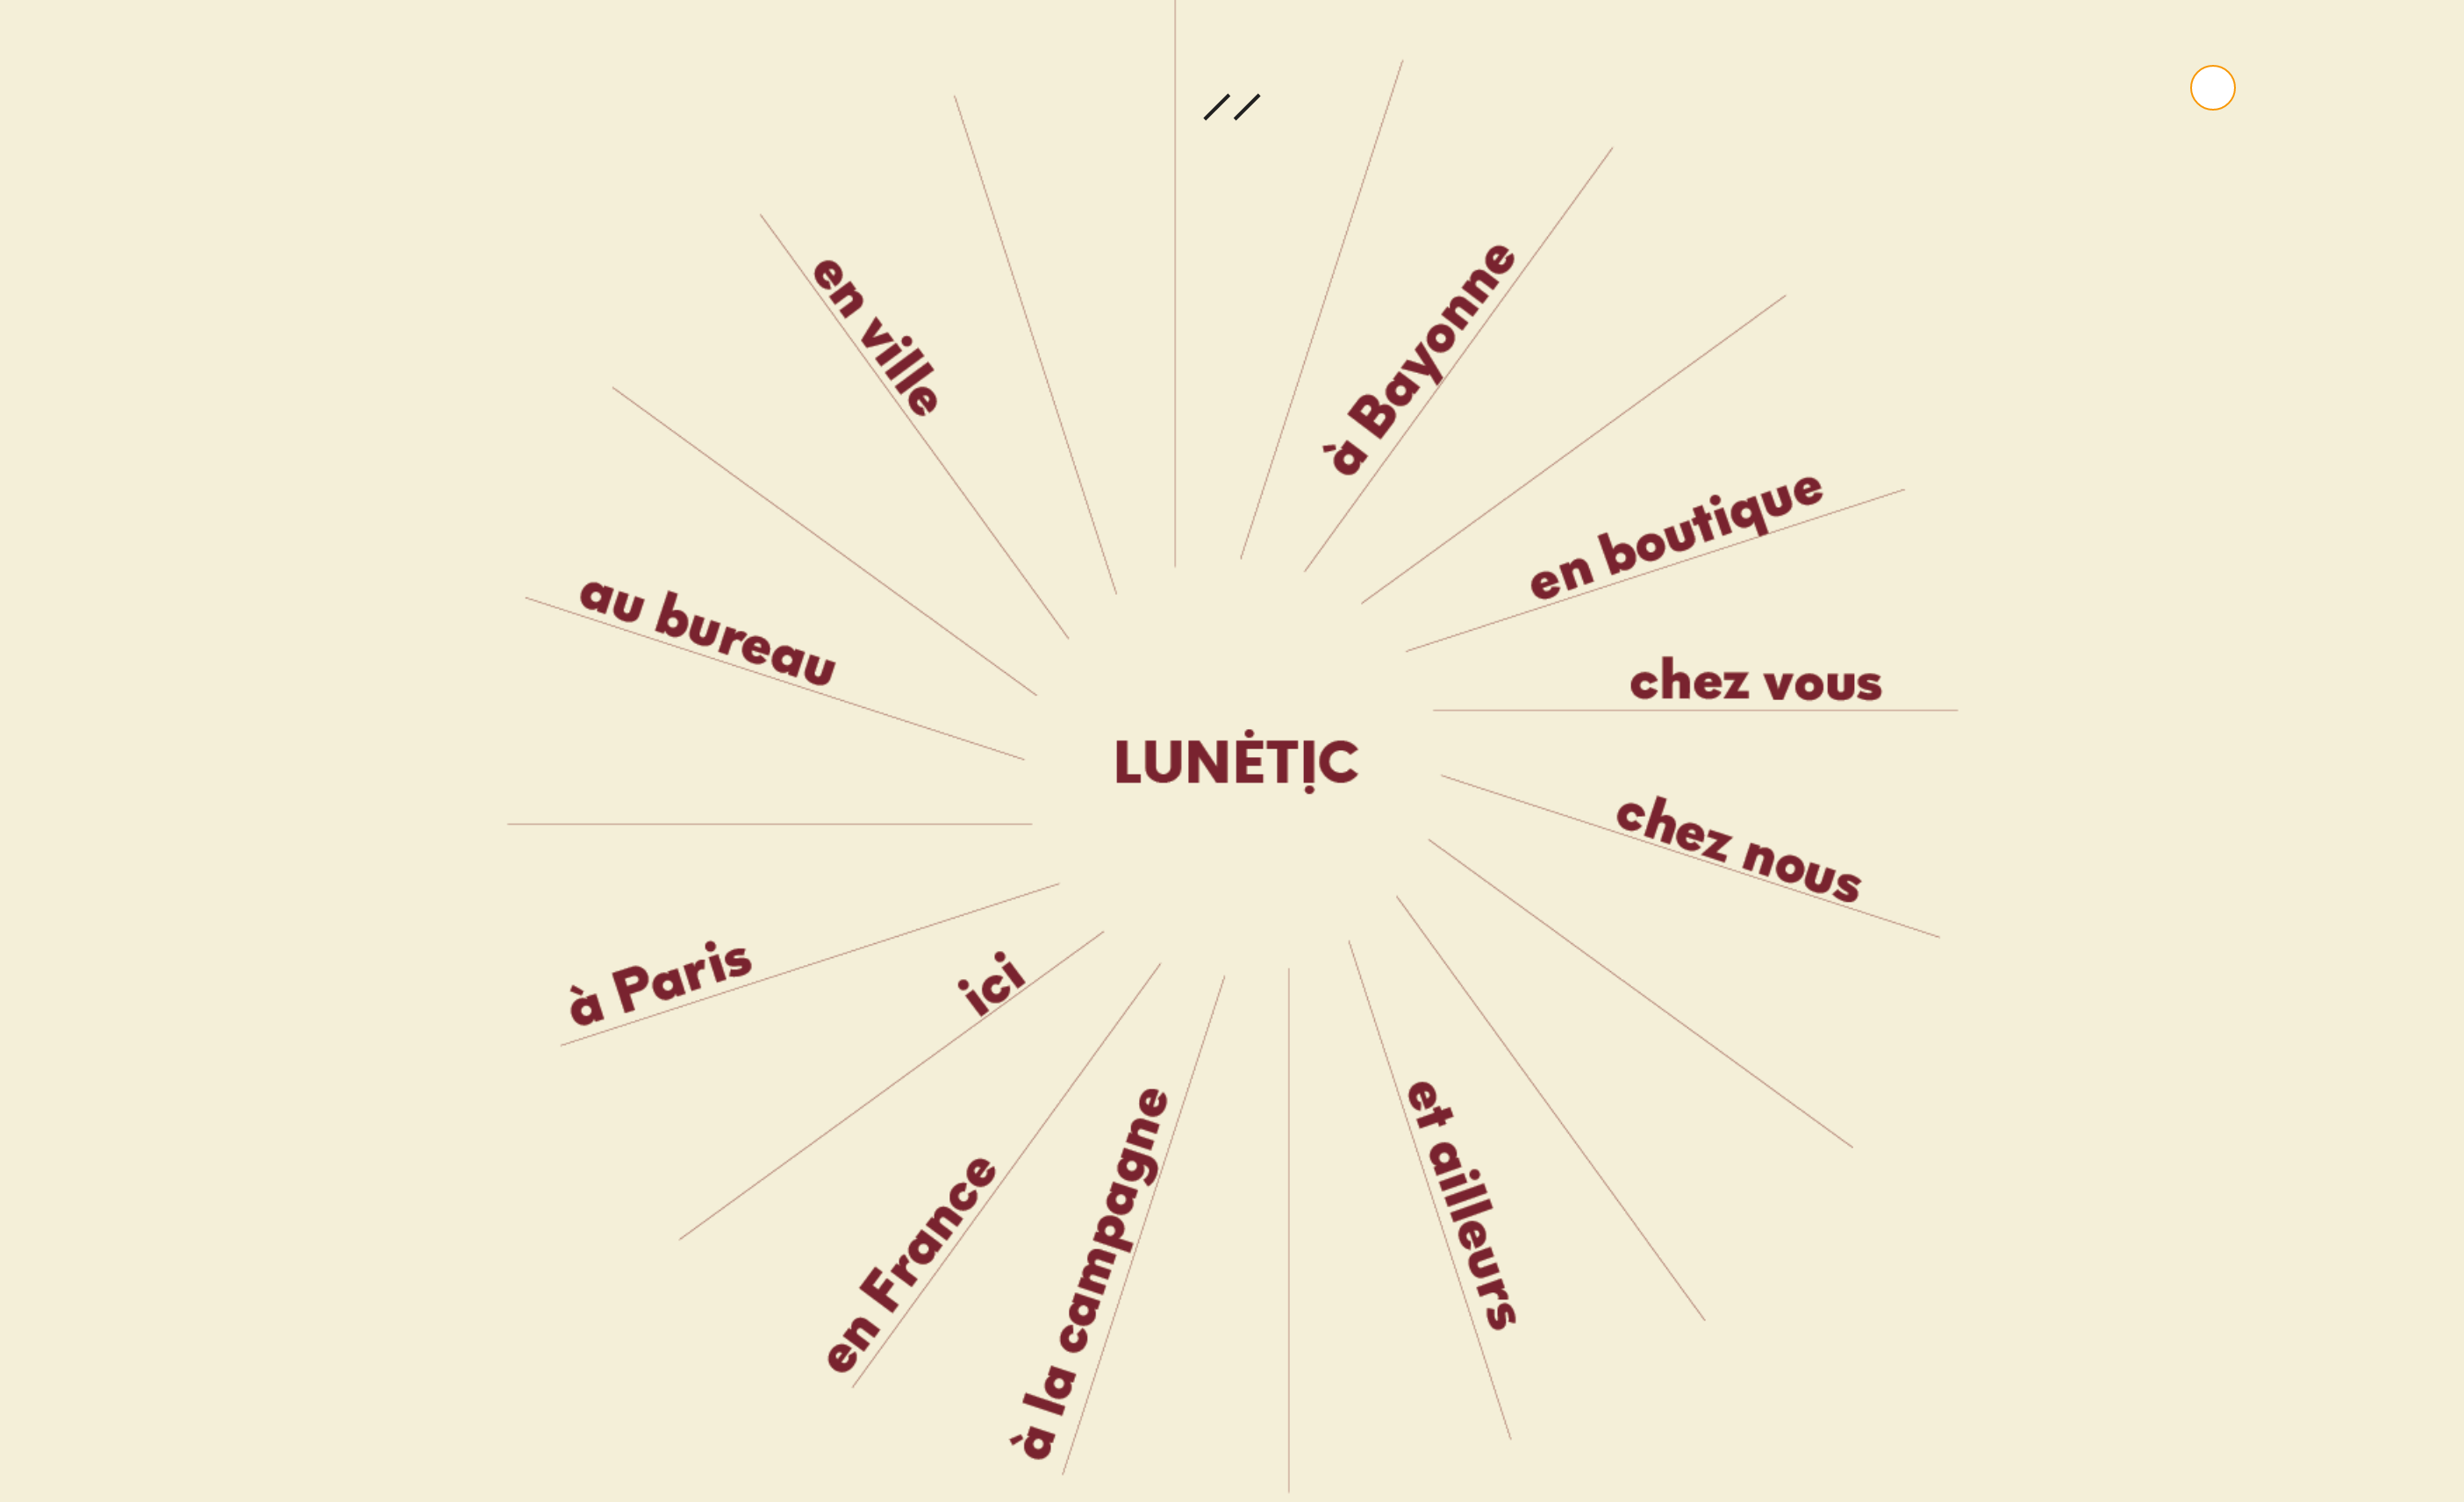 en ville
à Bayonne
en boutique
au bureau
chez vous
LUNĖTỊC
chez nous
à Paris
ici
en France
à la campagne
et ailleurs